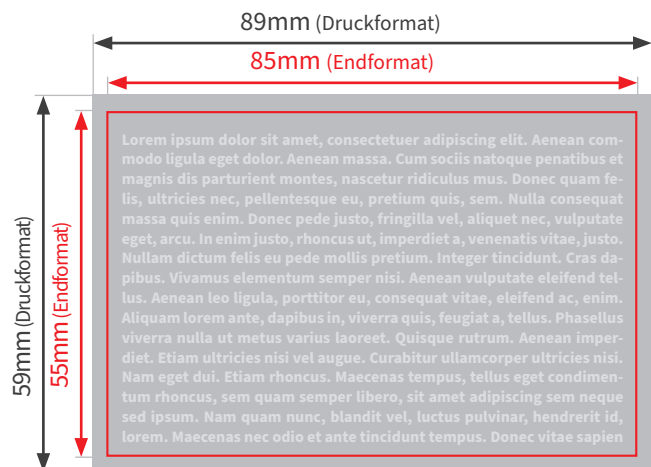 89mm (Druckformat)
85mm (Endformat)
59mm (Druckformat)
55mm (Endformat)
Lorem ipsum dolor sit amet, consectetuer adipiscing elit. Aenean com-
modo ligula eget dolor. Aenean massa. Cum sociis natoque penatibus et
magnis dis parturient montes, nascetur ridiculus mus. Donec quam fe-
lis, ultricies nec, pellentesque eu, pretium quis, sem. Nulla consequat
massa quis enim. Donec pede justo, fringilla vel, aliquet nec, vulputate
eget, arcu. In enim justo, rhoncus ut, imperdiet a, venenatis vitae, justo.
Nullam dictum felis eu pede mollis pretium. Integer tincidunt. Cras da-
pibus. Vivamus elementum semper nisi. Aenean vulputate eleifend tel-
lus. Aenean leo ligula, porttitor eu, consequat vitae, eleifend ac, enim.
Aliquam lorem ante, dapibus in, viverra quis, feugiat a, tellus. Phasellus
viverra nulla ut metus varius laoreet. Quisque rutrum. Aenean imper-
diet. Etiam ultricies nisi vel augue. Curabitur ullamcorper ultricies nisi.
Nam eget dui. Etiam rhoncus. Maecenas tempus, tellus eget condimen-
tum rhoncus, sem quam semper libero, sit amet adipiscing sem neque
sed ipsum. Nam quam nunc, blandit vel, luctus pulvinar, hendrerit id,
lorem. Maecenas nec odio et ante tincidunt tempus. Donec vitae sapien